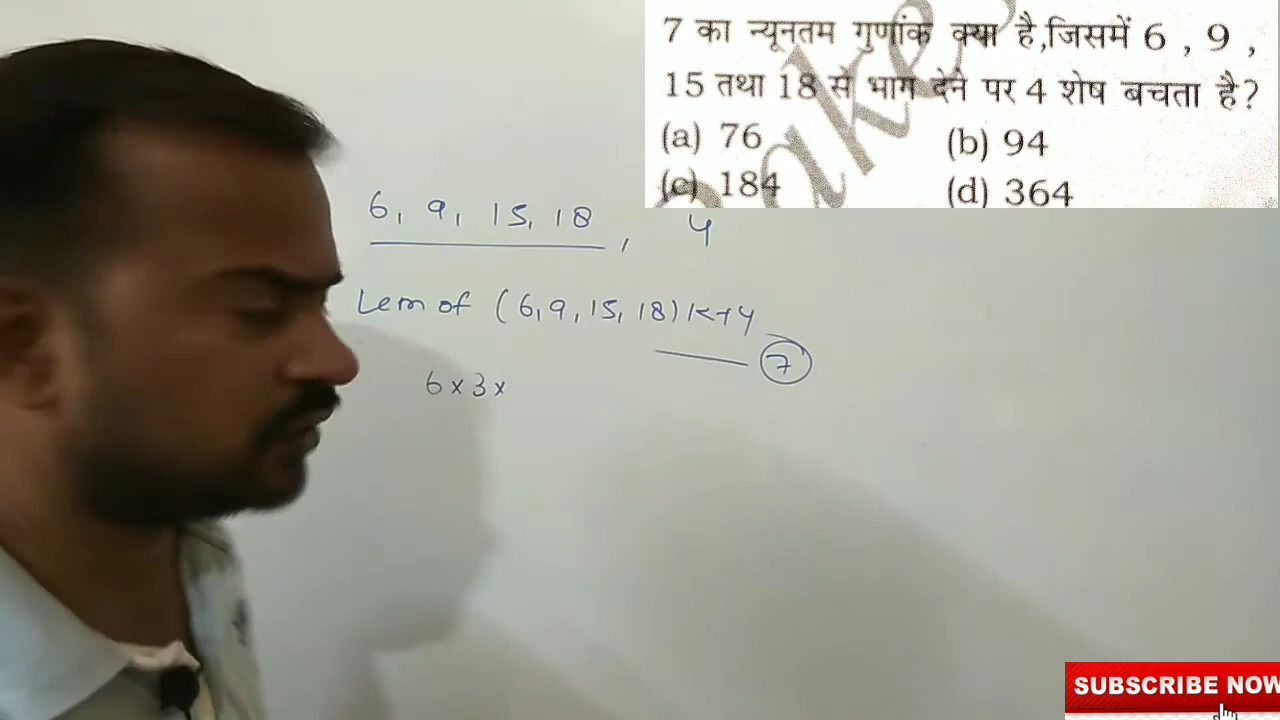 7 का न्यूनतम गुणांक क्या है,जिसमें 6 , 9 ,
15 तथा 18 से भाग देने पर 4 शेष बचता है?
(a) 76 (b) 94
(c) 184 (d) 364
6, 9, 15, 18 , 4
Lcm of (6,9,15,18)K+4
7
6 x 3 x
SUBSCRIBE NOW